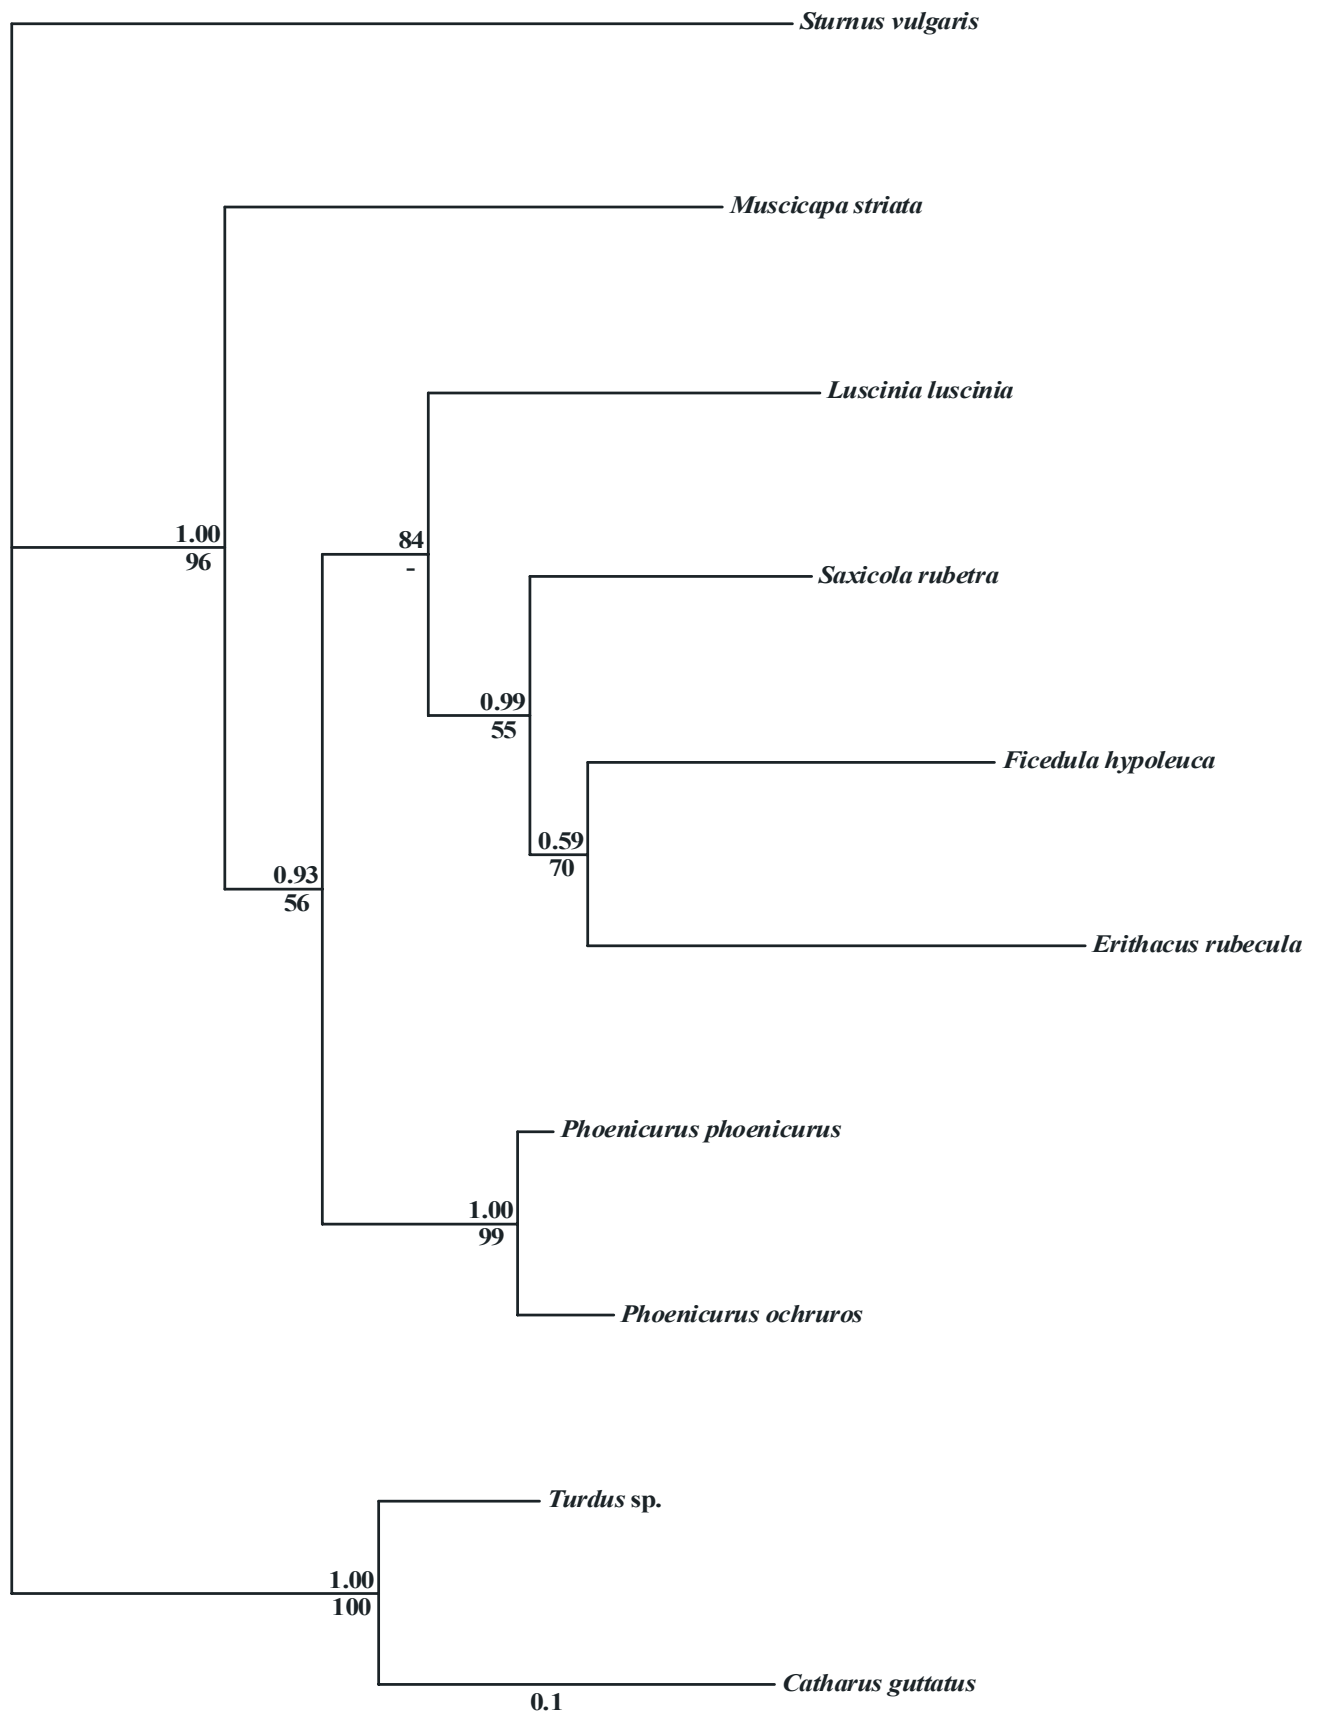 Sturnus vulgaris
Muscicapa striata
Luscinia luscinia
1.00
96
84
-
Saxicola rubetra
0.99
55
Ficedula hypoleuca
0.59
70
0.93
56
Erithacus rubecula
Phoenicurus phoenicurus
1.00
99
Phoenicurus ochruros
Turdus sp.
1.00
100
Catharus guttatus
0.1